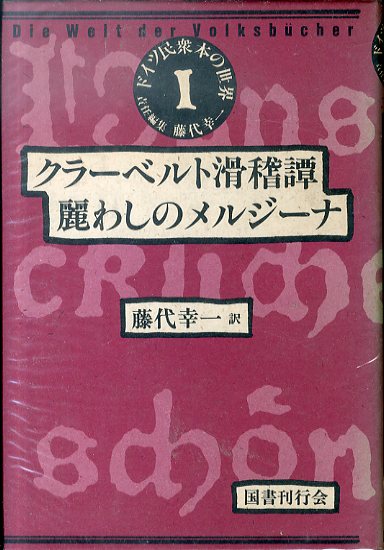 Die Welt der Volksbücher
ドイツ民衆本の世界
1
責任編集 藤代幸一
クラーベルト滑稽譚
麗わしのメルジーナ
藤代幸一 訳
国書刊行会
schön